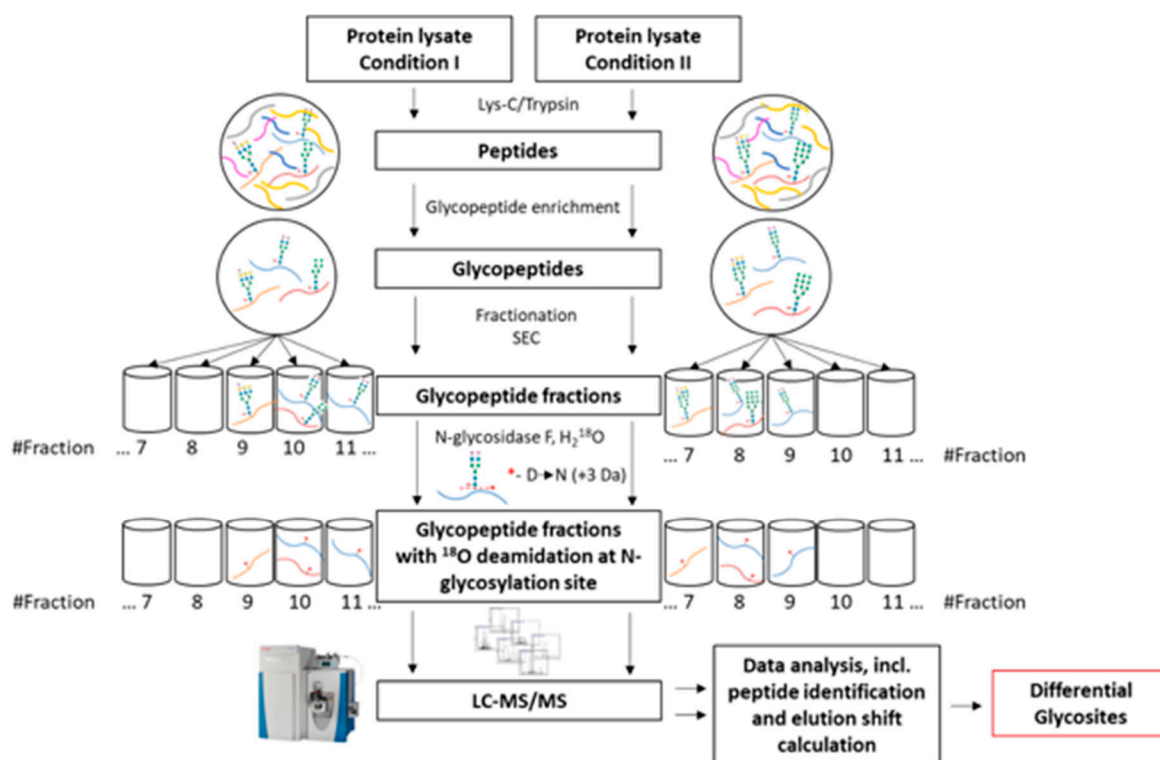 Protein lysate
Condition I
Protein lysate
Condition II
Lys-C/Trypsin
Peptides
Glycopeptide enrichment
Glycopeptides
Fractionation
SEC
Glycopeptide fractions
#Fraction ... 7 8 9 10 11 ...
... 7 8 9 10 11 ... #Fraction
N-glycosidase F, H₂¹⁸O
*- D→N (+3 Da)
Glycopeptide fractions
with ¹⁸O deamidation at N-
glycosylation site
#Fraction ... 7 8 9 10 11 ...
... 7 8 9 10 11 ... #Fraction
LC-MS/MS
Data analysis, incl.
peptide identification
and elution shift
calculation
Differential
Glycosites